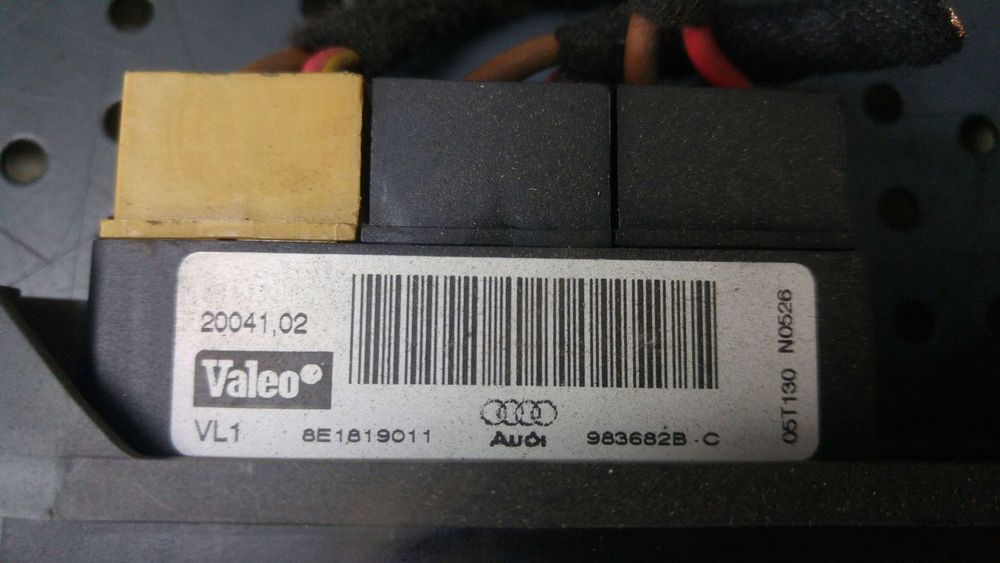 20041,02
Valeo
VL1
8E1819011
Audi
983682B C
05T130 N0526